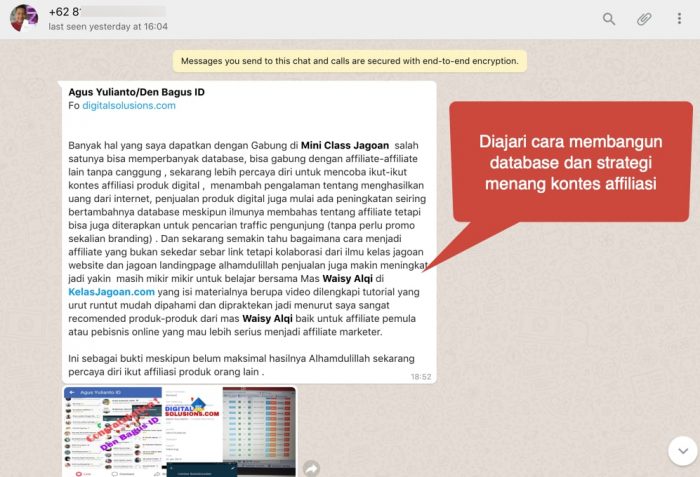 +62 8
last seen yesterday at 16:04
Messages you send to this chat and calls are secured with end-to-end encryption.
Agus Yulianto/Den Bagus ID
Fo digitalsolusions.com
Banyak hal yang saya dapatkan dengan Gabung di Mini Class Jagoan salah
satunya bisa memperbanyak database, bisa gabung dengan affiliate-affiliate
lain tanpa canggung , sekarang lebih percaya diri untuk mencoba ikut-ikut
kontes affiliasi produk digital , menambah pengalaman tentang menghasilkan
uang dari internet, penjualan produk digital juga mulai ada peningkatan seiring
bertambahnya database meskipun ilmunya membahas tentang affiliate tetapi
bisa juga diterapkan untuk pencarian traffic pengunjung (tanpa perlu promo
sekalian branding) . Dan sekarang semakin tahu bagaimana cara menjadi
affiliate yang bukan sekedar sebar link tetapi kolaborasi dari ilmu kelas jagoan
website dan jagoan landingpage alhamdulillah penjualan juga makin meningkat
jadi yakin masih mikir mikir untuk belajar bersama Mas Waisy Alqi di
KelasJagoan.com yang isi materialnya berupa video dilengkapi tutorial yang
urut runtut mudah dipahami dan dipraktekan jadi menurut saya sangat
recomended produk-produk dari mas Waisy Alqi baik untuk affiliate pemula
atau pebisnis online yang mau lebih serius menjadi affiliate marketer.
Ini sebagai bukti meskipun belum maksimal hasilnya Alhamdulillah sekarang
percaya diri ikut affiliasi produk orang lain .
18:52
Diajari cara membangun
database dan strategi
menang kontes affiliasi
Agus Yulianto ID
Den Bagus ID
DIGITAL
SOLUSIONS.COM